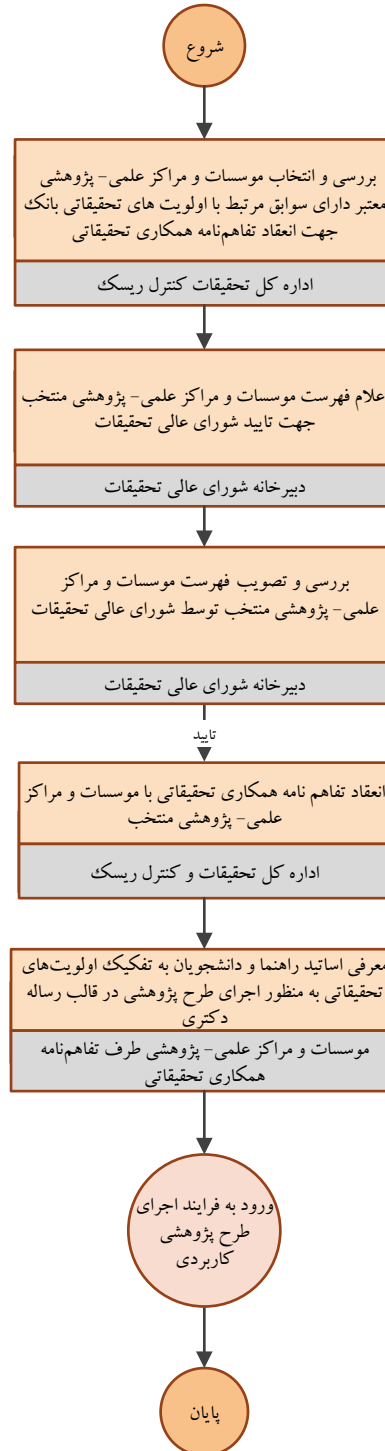 شروع
بررسی و انتخاب موسسات و مراکز علمی- پژوهشی
معتبر دارای سوابق مرتبط با اولویت های تحقیقاتی بانک
جهت انعقاد تفاهم‌نامه همکاری تحقیقاتی
اداره کل تحقیقات کنترل ریسک
علام فهرست موسسات و مراکز علمی- پژوهشی منتخب
جهت تایید شورای عالی تحقیقات
دبیرخانه شورای عالی تحقیقات
بررسی و تصویب فهرست موسسات و مراکز
علمی- پژوهشی منتخب توسط شورای عالی تحقیقات
دبیرخانه شورای عالی تحقیقات
تایید
انعقاد تفاهم نامه همکاری تحقیقاتی با موسسات و مراکز
علمی- پژوهشی منتخب
اداره کل تحقیقات و کنترل ریسک
معرفی اساتید راهنما و دانشجویان به تفکیک اولویت‌های
تحقیقاتی به منظور اجرای طرح پژوهشی در قالب رساله
دکتری
موسسات و مراکز علمی- پژوهشی طرف تفاهم‌نامه
همکاری تحقیقاتی
ورود به فرایند اجرای
طرح پژوهشی
کاربردی
پایان